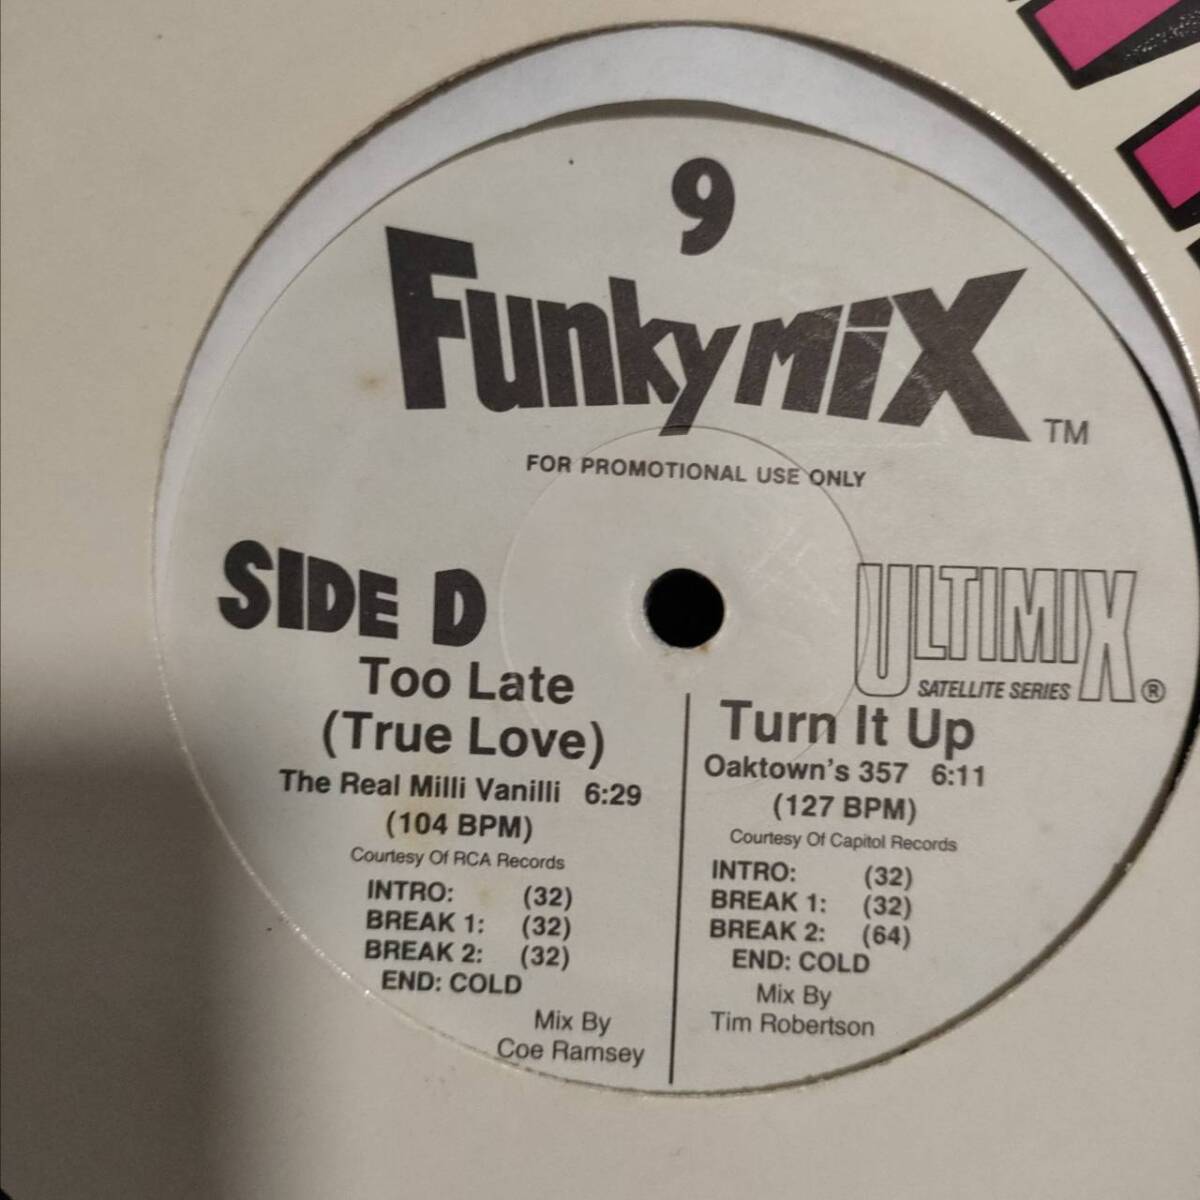 9
Funkymix TM
FOR PROMOTIONAL USE ONLY
SIDE D
ULTIMIX ®
SATELLITE SERIES
Too Late
(True Love)
The Real Milli Vanilli 6:29
(104 BPM)
Courtesy Of RCA Records
INTRO: (32)
BREAK 1: (32)
BREAK 2: (32)
END: COLD
Mix By
Coe Ramsey
Turn It Up
Oaktown's 357 6:11
(127 BPM)
Courtesy Of Capitol Records
INTRO: (32)
BREAK 1: (32)
BREAK 2: (64)
END: COLD
Mix By
Tim Robertson